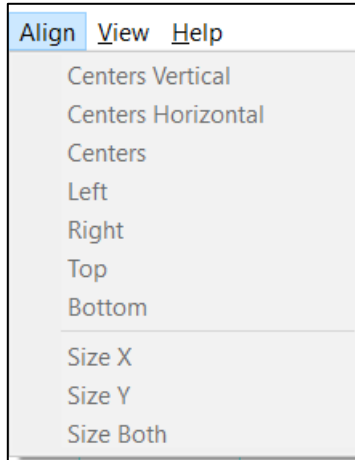 Align View Help
Centers Vertical
Centers Horizontal
Centers
Left
Right
Top
Bottom
Size X
Size Y
Size Both